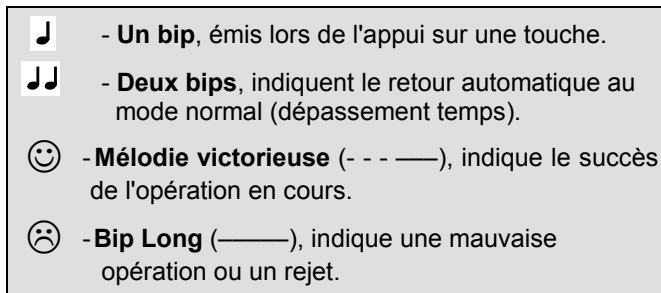 - Un bip, émis lors de l'appui sur une touche.
- Deux bips, indiquent le retour automatique au
mode normal (dépassement temps).
- Mélodie victorieuse (- - - ––––), indique le succès
de l'opération en cours.
- Bip Long (–––––), indique une mauvaise
opération ou un rejet.